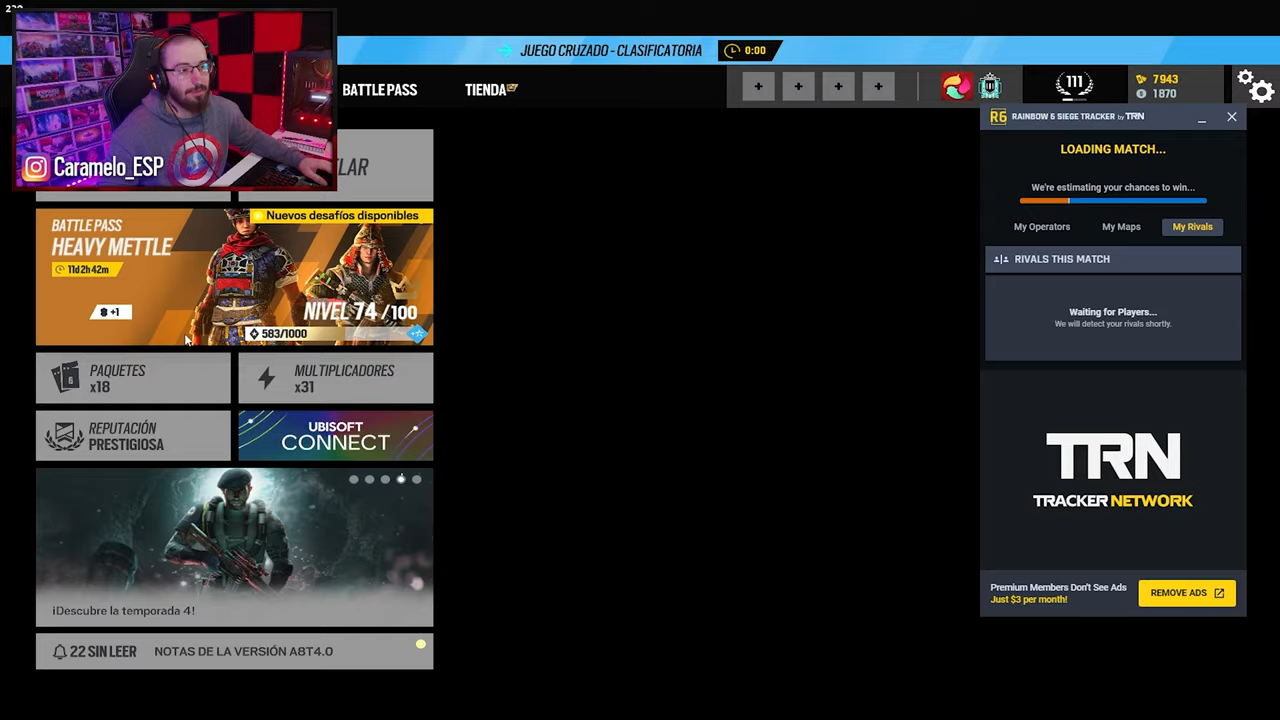 JUEGO CRUZADO - CLASIFICATORIA
0:00
Caramelo_ESP
BATTLE PASS
TIENDA
111
7943
1870
R6 RAINBOW 6 SIEGE TRACKER by TRN
LOADING MATCH...
We're estimating your chances to win...
My Operators
My Maps
My Rivals
RIVALS THIS MATCH
Waiting for Players...
We will detect your rivals shortly.
TRN
TRACKER NETWORK
Premium Members Don't See Ads
Just $3 per month!
REMOVE ADS
Nuevos desafíos disponibles
BATTLE PASS
HEAVY METTLE
11d2h42m
+1
NIVEL 74 /100
583/1000
PAQUETES
x18
MULTIPLICADORES
x31
REPUTACIÓN
PRESTIGIOSA
UBISOFT
CONNECT
¡Descubre la temporada 4!
22 SIN LEER
NOTAS DE LA VERSIÓN A8T4.0